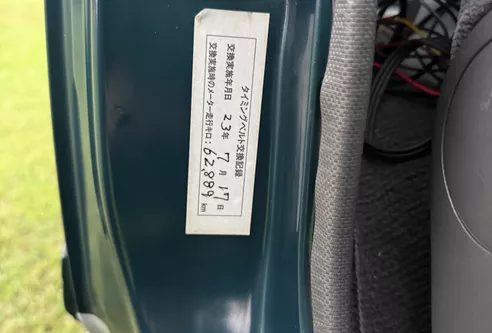 タイミングベルト交換記録
交換実施年月日 23年 7月 17日
交換実施時のメーター走行キロ: 62,889 km